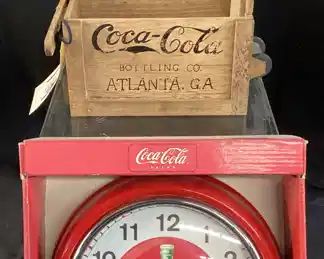 Coca-Cola
BOTTLING CO.
ATLANTA, GA
Coca-Cola
11 12 1
10 2